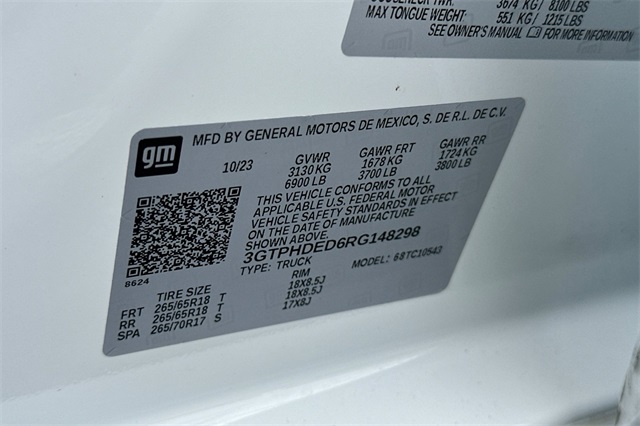 3674 KG / 8100 LBS
MAX TONGUE WEIGHT: 551 KG / 1215 LBS
SEE OWNER'S MANUAL FOR MORE INFORMATION
gm
MFD BY GENERAL MOTORS DE MEXICO, S. DE R.L. DE C.V.
10/23 GVWR GAWR FRT GAWR RR
3130 KG 1678 KG 1724 KG
6900 LB 3700 LB 3800 LB
THIS VEHICLE CONFORMS TO ALL
APPLICABLE U.S. FEDERAL MOTOR
VEHICLE SAFETY STANDARDS IN EFFECT
ON THE DATE OF MANUFACTURE
SHOWN ABOVE.
3GTPHDED6RG148298
TYPE: TRUCK MODEL: 68TC10543
8624
TIRE SIZE RIM
FRT 265/65R18 T 18X8.5J
RR 265/65R18 T 18X8.5J
SPA 265/70R17 S 17X8J